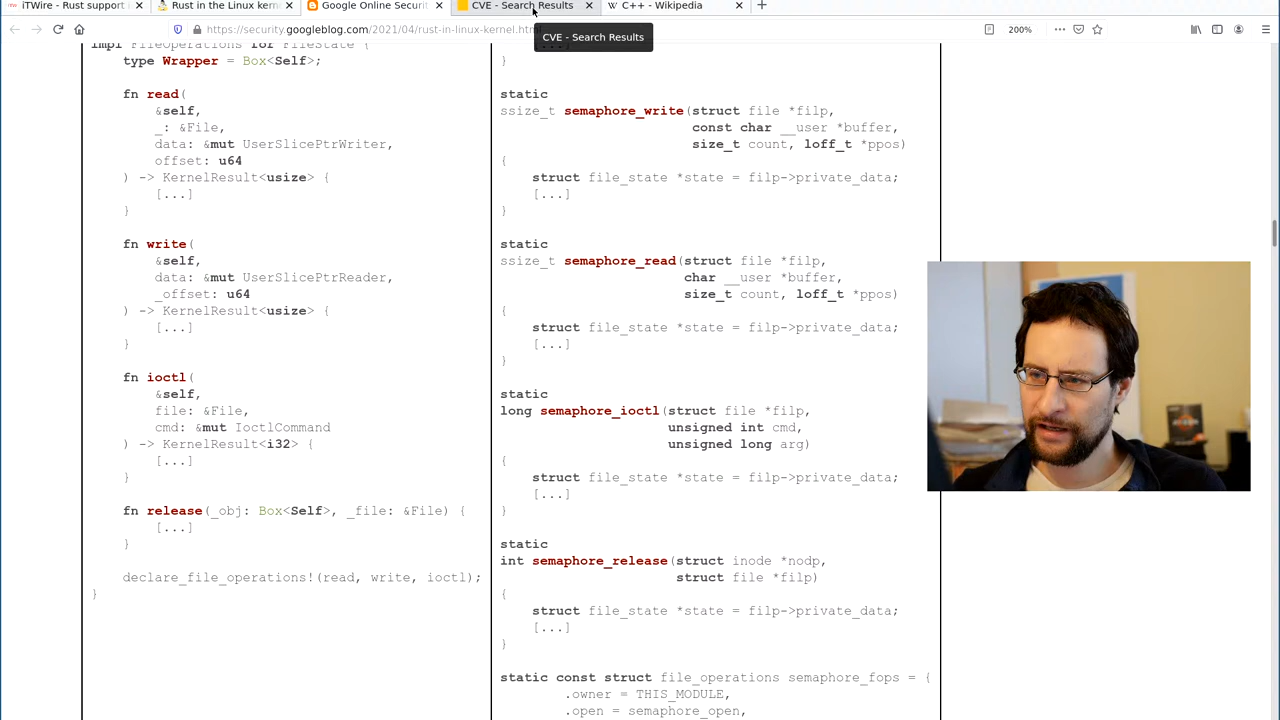 iTWire - Rust support i
Rust in the Linux kerne
Google Online Securit
CVE - Search Results
C++ - Wikipedia
https://security.googleblog.com/2021/04/rust-in-linux-kernel.html
200%
CVE - Search Results
impl FileOperations for FileState {
type Wrapper = Box<Self>;
fn read(
&self,
_: &File,
data: &mut UserSlicePtrWriter,
offset: u64
) -> KernelResult<usize> {
[...]
}
fn write(
&self,
data: &mut UserSlicePtrReader,
_offset: u64
) -> KernelResult<usize> {
[...]
}
fn ioctl(
&self,
file: &File,
cmd: &mut IoctlCommand
) -> KernelResult<i32> {
[...]
}
fn release(_obj: Box<Self>, _file: &File) {
[...]
}
declare_file_operations!(read, write, ioctl);
}
}
static
ssize_t semaphore_write(struct file *filp,
const char __user *buffer,
size_t count, loff_t *ppos)
{
struct file_state *state = filp->private_data;
[...]
}
static
ssize_t semaphore_read(struct file *filp,
char __user *buffer,
size_t count, loff_t *ppos)
{
struct file_state *state = filp->private_data;
[...]
}
static
long semaphore_ioctl(struct file *filp,
unsigned int cmd,
unsigned long arg)
{
struct file_state *state = filp->private_data;
[...]
}
static
int semaphore_release(struct inode *nodp,
struct file *filp)
{
struct file_state *state = filp->private_data;
[...]
}
static const struct file_operations semaphore_fops = {
.owner = THIS_MODULE,
.open = semaphore_open,